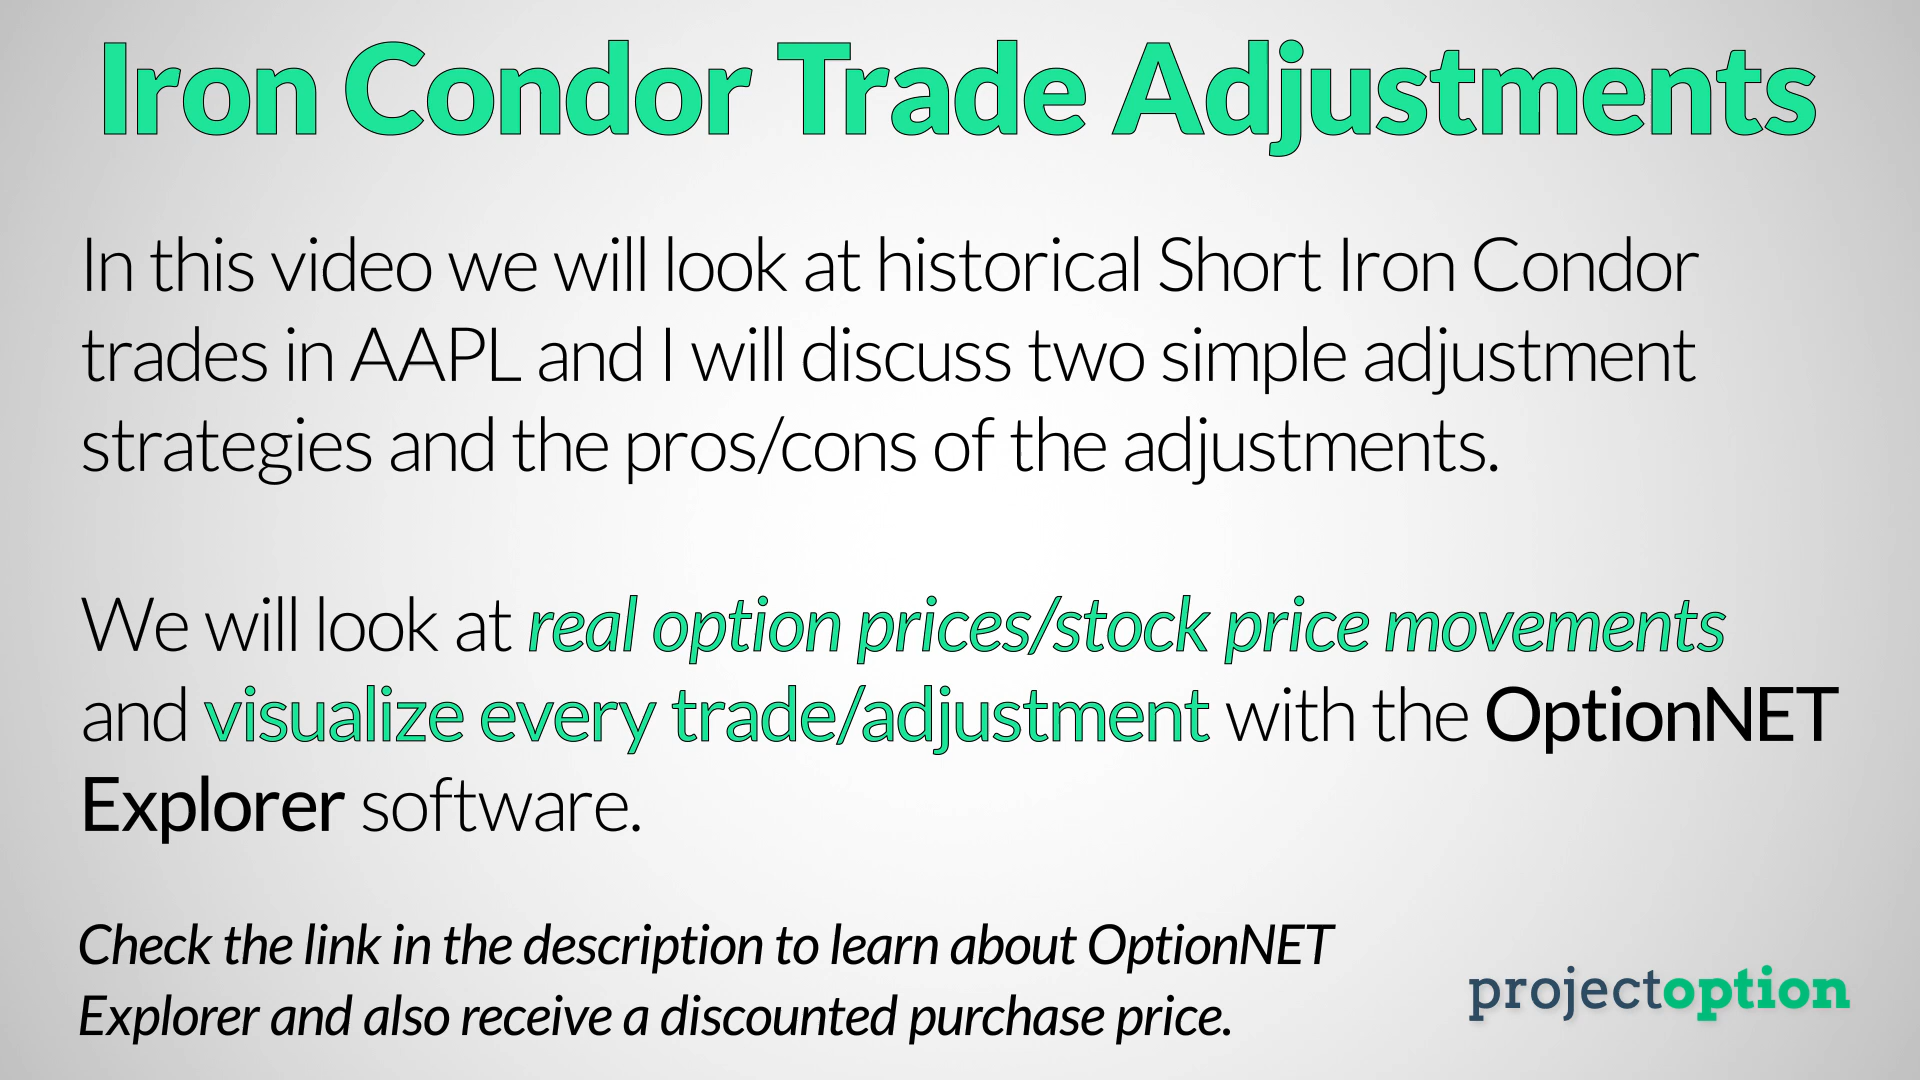 Iron Condor Trade Adjustments
In this video we will look at historical Short Iron Condor
trades in AAPL and I will discuss two simple adjustment
strategies and the pros/cons of the adjustments.
We will look at real option prices/stock price movements
and visualize every trade/adjustment with the OptionNET
Explorer software.
Check the link in the description to learn about OptionNET
Explorer and also receive a discounted purchase price.
projectoption